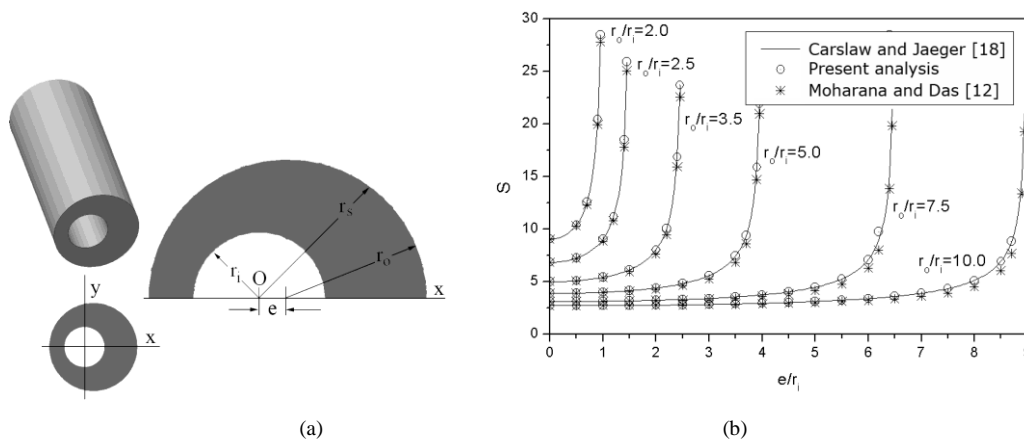 y
x
r_i
O
r_s
r_o
e
x
(a)
S
30
25
20
15
10
5
0
r_o/r_i=2.0
r_o/r_i=2.5
r_o/r_i=3.5
r_o/r_i=5.0
r_o/r_i=7.5
r_o/r_i=10.0
Carslaw and Jaeger [18]
Present analysis
Moharana and Das [12]
0 1 2 3 4 5 6 7 8 9
e/r_i
(b)